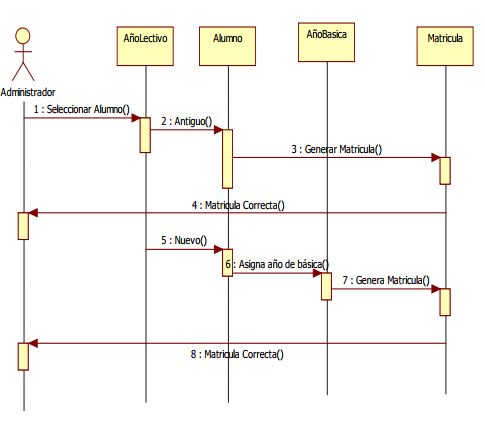 AñoLectivo
Alumno
AñoBasica
Matricula
Administrador
1 : Seleccionar Alumno()
2 : Antiguo()
3 : Generar Matricula()
4 : Matricula Correcta()
5 : Nuevo()
6 : Asigna año de básica()
7 : Genera Matricula()
8 : Matricula Correcta()